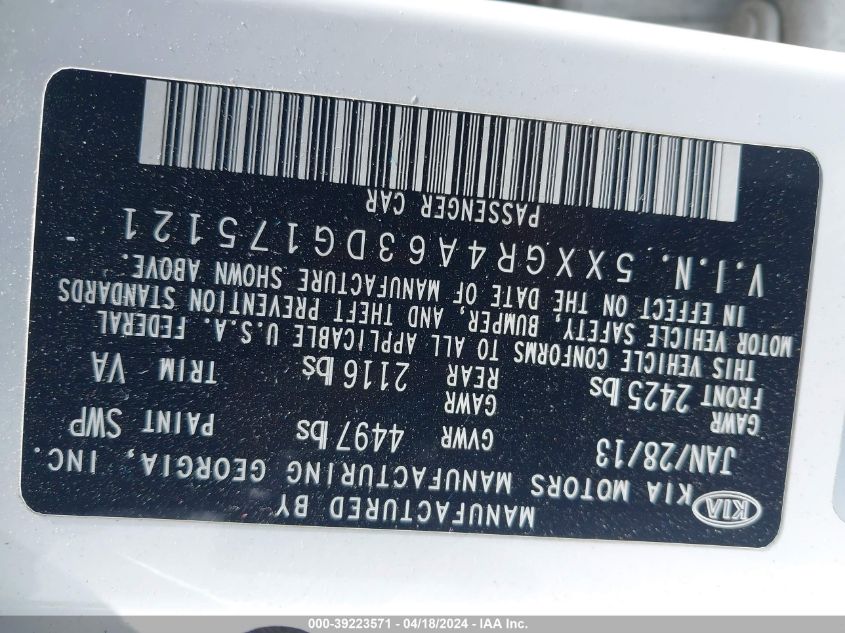 MANUFACTURED BY
KIA KIA MOTORS MANUFACTURING GEORGIA, INC.
JAN/28/13 GVWR 4497 lbs PAINT SWP
GAWR FRONT 2425 lbs GAWR REAR 2116 lbs TRIM VA
THIS VEHICLE CONFORMS TO ALL APPLICABLE U.S.A. FEDERAL
MOTOR VEHICLE SAFETY, BUMPER, AND THEFT PREVENTION STANDARDS
IN EFFECT ON THE DATE OF MANUFACTURE SHOWN ABOVE.
V.I.N. 5XXGR4A63DG175121
PASSENGER CAR
000-39223571 - 04/18/2024 - IAA Inc.